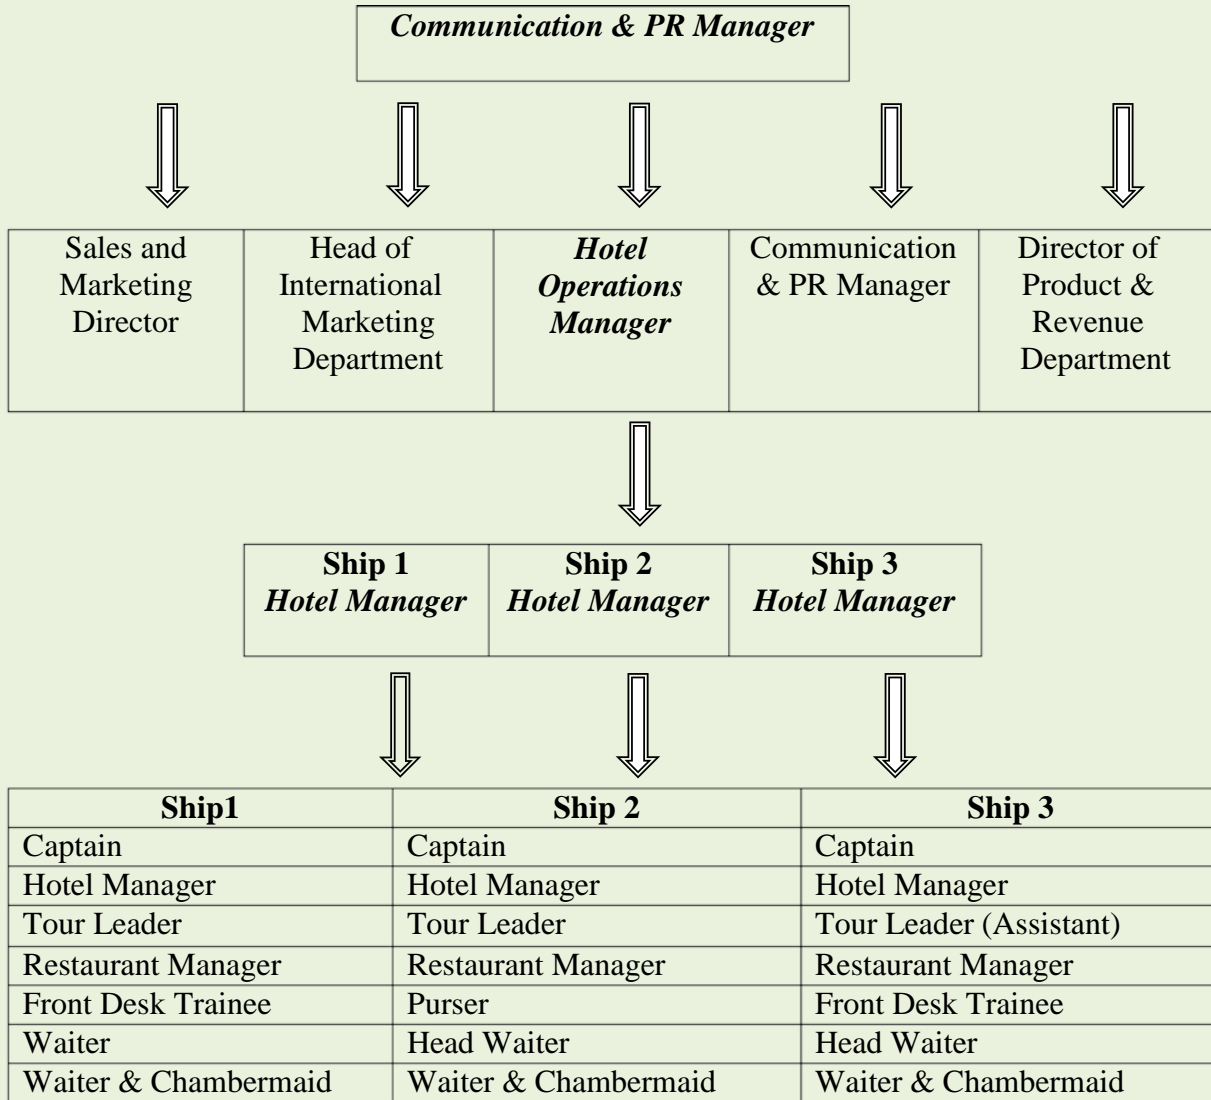 Communication & PR Manager
Sales and
Marketing
Director
Head of
International
Marketing
Department
Hotel
Operations
Manager
Communication
& PR Manager
Director of
Product &
Revenue
Department
Ship 1
Hotel Manager
Ship 2
Hotel Manager
Ship 3
Hotel Manager
Ship1 Ship 2 Ship 3
Captain Captain Captain
Hotel Manager Hotel Manager Hotel Manager
Tour Leader Tour Leader Tour Leader (Assistant)
Restaurant Manager Restaurant Manager Restaurant Manager
Front Desk Trainee Purser Front Desk Trainee
Waiter Head Waiter Head Waiter
Waiter & Chambermaid Waiter & Chambermaid Waiter & Chambermaid